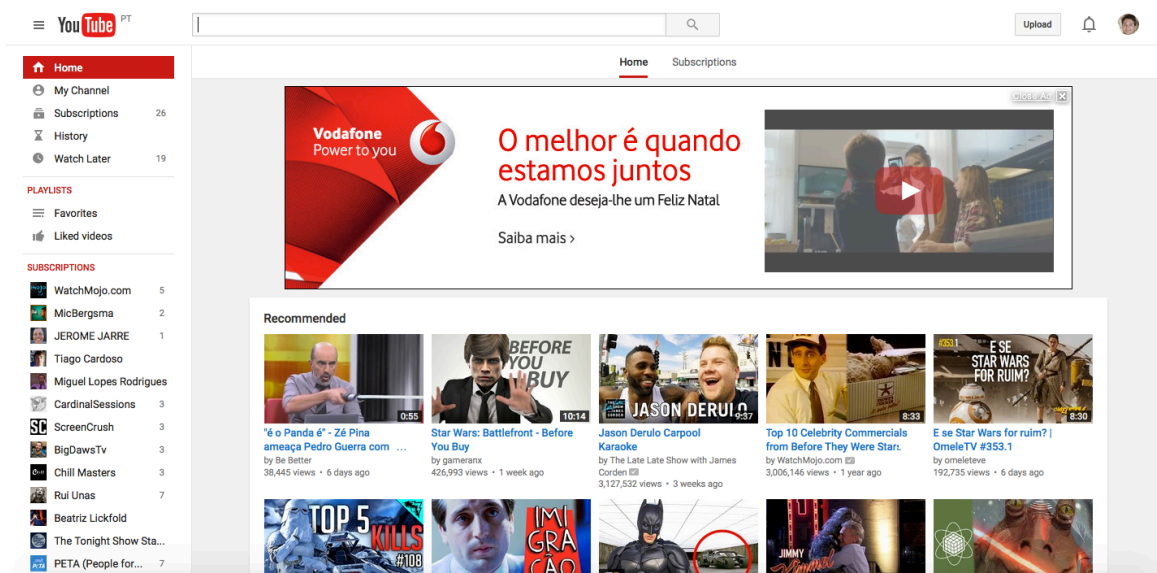 YouTube PT
Upload
Home
My Channel
Subscriptions 26
History
Watch Later 19
PLAYLISTS
Favorites
Liked videos
SUBSCRIPTIONS
WatchMojo.com 5
MicBergsma 2
JEROME JARRE 1
Tiago Cardoso
Miguel Lopes Rodrigues
CardinalSessions 3
SC ScreenCrush 3
BigDawsTv 3
Chill Masters 3
Rui Unas 7
Beatriz Lickfold
The Tonight Show Sta...
PETA PETA (People for... 7
Home Subscriptions
Close Ad X
Vodafone
Power to you
O melhor é quando
estamos juntos
A Vodafone deseja-lhe um Feliz Natal
Saiba mais >
Recommended
0:55
"é o Panda é" - Zé Pina
ameaça Pedro Guerra com ...
by Be Better
38,445 views • 6 days ago
BEFORE
YOU
BUY
10:14
Star Wars: Battlefront - Before
You Buy
by gameranx
426,993 views • 1 week ago
JASON DERULO
9:37
Jason Derulo Carpool
Karaoke
by The Late Late Show with James
Corden
3,127,532 views • 3 weeks ago
8:33
Top 10 Celebrity Commercials
from Before They Were Stars
by WatchMojo.com
3,006,146 views • 1 year ago
#353.1
E SE
STAR WARS
FOR RUIM?
8:30
E se Star Wars for ruim? |
OmeleTV #353.1
by omeleteve
192,735 views • 6 days ago
TOP 5
KILLS
#108
IMI
GRA
ÇÃO
JIMMY
Kimmel